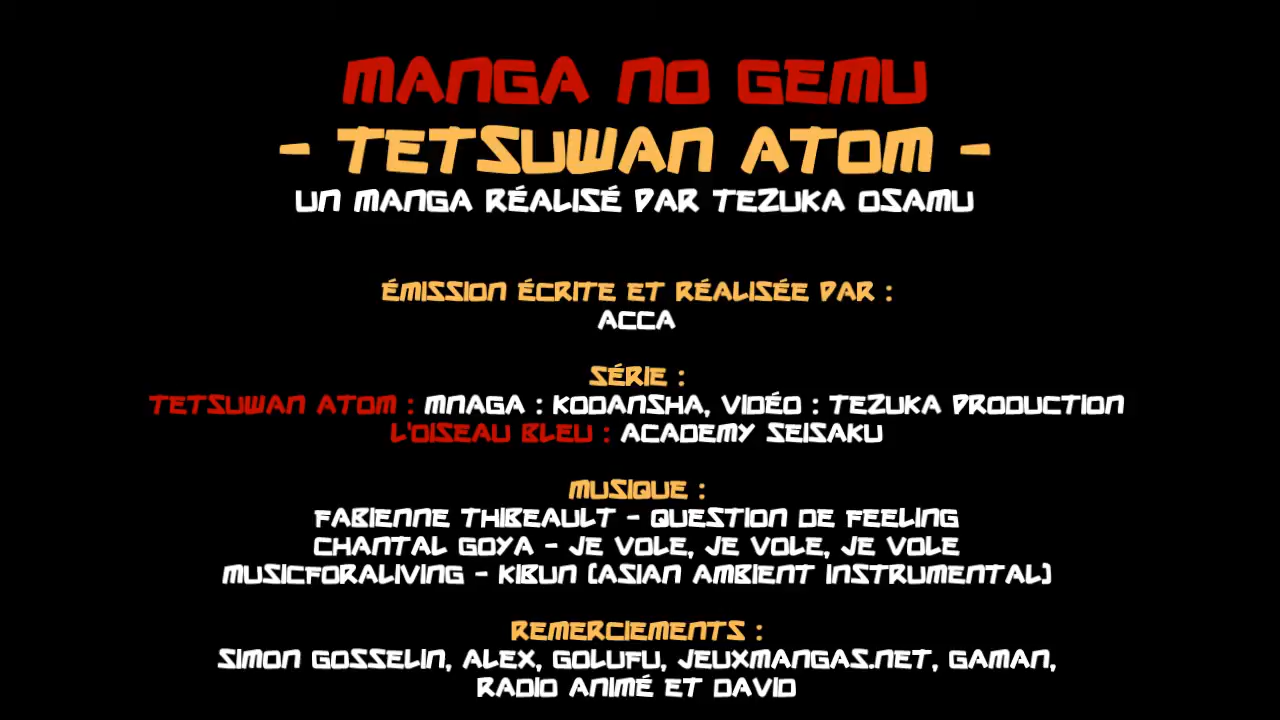 MANGA NO GEMU
- TETSUWAN ATOM -
UN MANGA RÉALISÉ PAR TEZUKA OSAMU
ÉMISSION ÉCRITE ET RÉALISÉE PAR :
ACCA
SÉRIE :
TETSUWAN ATOM : MNAGA : KODANSHA, VIDÉO : TEZUKA PRODUCTION
L'OISEAU BLEU : ACADEMY SEISAKU
MUSIQUE :
FABIENNE THIBEAULT - QUESTION DE FEELING
CHANTAL GOYA - JE VOLE, JE VOLE, JE VOLE
MUSICFORALIVING - KIBUN (ASIAN AMBIENT INSTRUMENTAL)
REMERCIEMENTS :
SIMON GOSSELIN, ALEX, GOLUFU, JEUXMANGAS.NET, GAMAN,
RADIO ANIMÉ ET DAVID